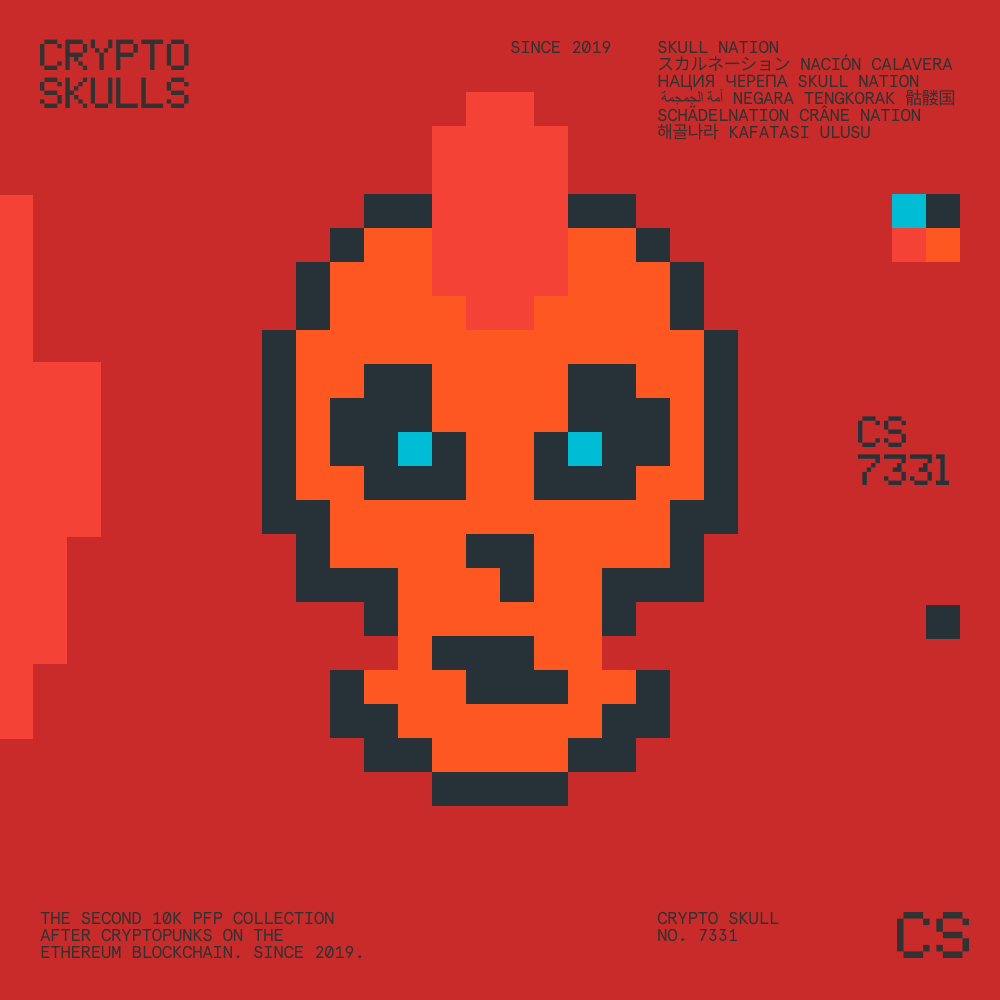 CRYPTO
SKULLS
SINCE 2019
SKULL NATION
スカルネーション NACIÓN CALAVERA
НАЦИЯ ЧЕРЕПА SKULL NATION
أمة الجمجمة NEGARA TENGKORAK 骷髅国
SCHÄDELNATION CRÂNE NATION
해골나라 KAFATASI ULUSU
CS
7331
THE SECOND 10K PFP COLLECTION
AFTER CRYPTOPUNKS ON THE
ETHEREUM BLOCKCHAIN. SINCE 2019.
CRYPTO SKULL
NO. 7331
CS